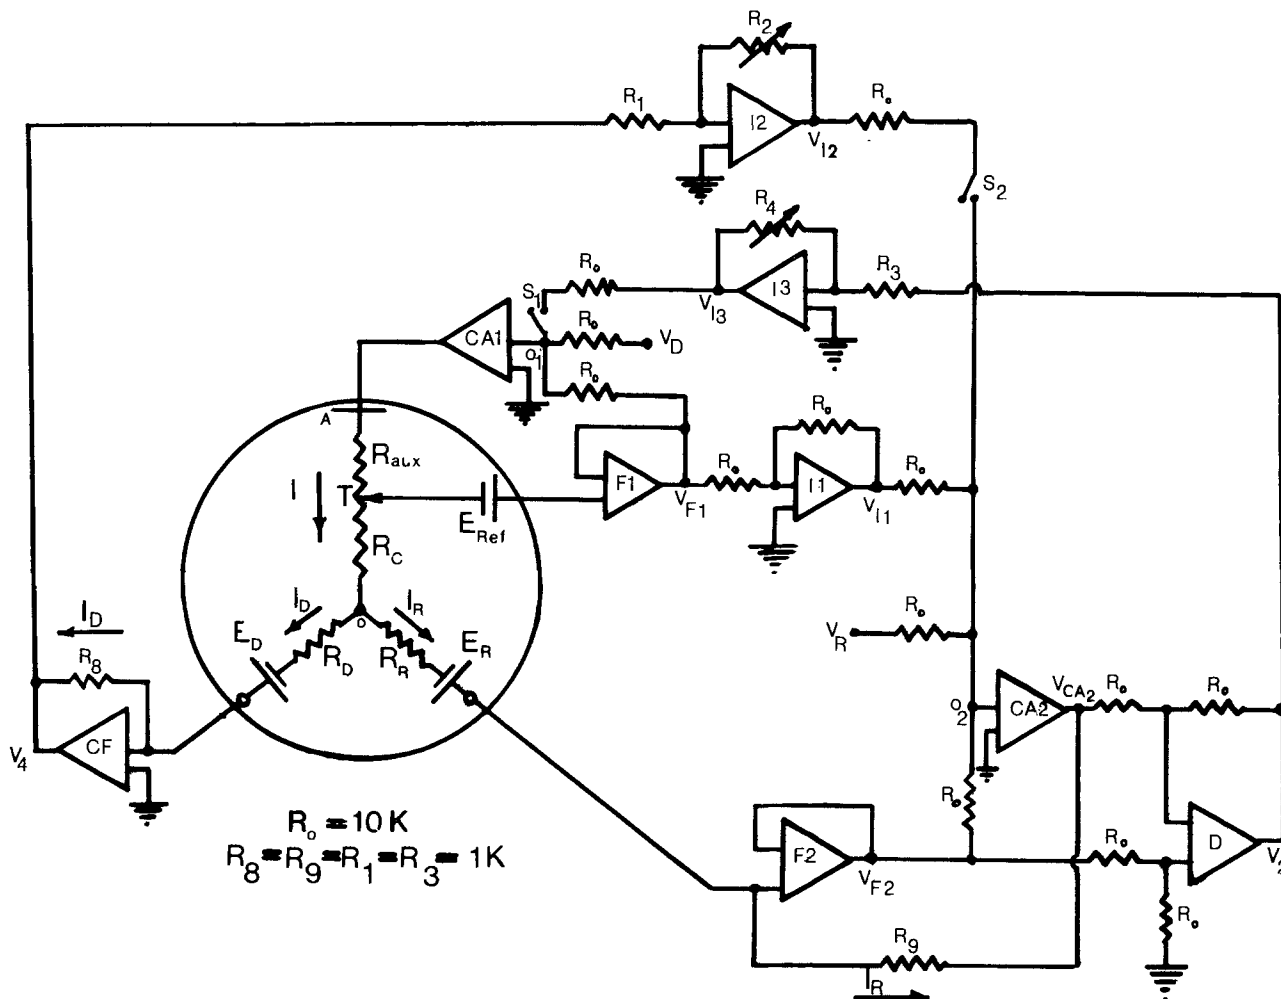 R2
R1
I2
Ro
VI2
S2
R4
Ro
I3
R3
VI3
S1
CA1
Ro
VD
o1
Ro
A
Raux
Ro
I
T
F1
Ro
I1
Ro
ERef
VF1
VI1
RC
ID
IR
Ro
ID
ED
o
ER
VR
R8
RD
RR
VCA2
Ro
Ro
o2
CA2
CF
V4
Ro
Ro = 10 K
R8 = R9 = R1 = R3 = 1K
F2
Ro
D
VF2
V2
Ro
R9
IR